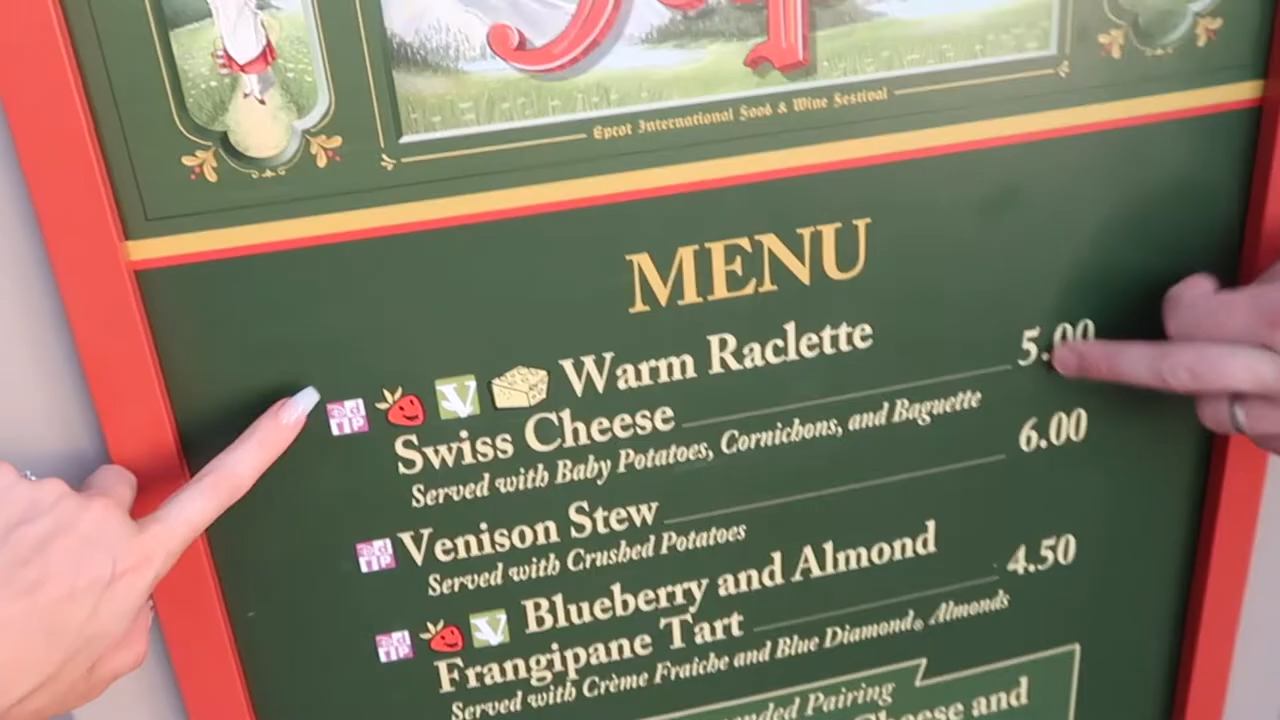 Epcot International Food & Wine Festival
MENU
Warm Raclette
Swiss Cheese 5.00
Served with Baby Potatoes, Cornichons, and Baguette
Venison Stew 6.00
Served with Crushed Potatoes
Blueberry and Almond
Frangipane Tart 4.50
Served with Crème Fraîche and Blue Diamond® Almonds
Pairing
Cheese and